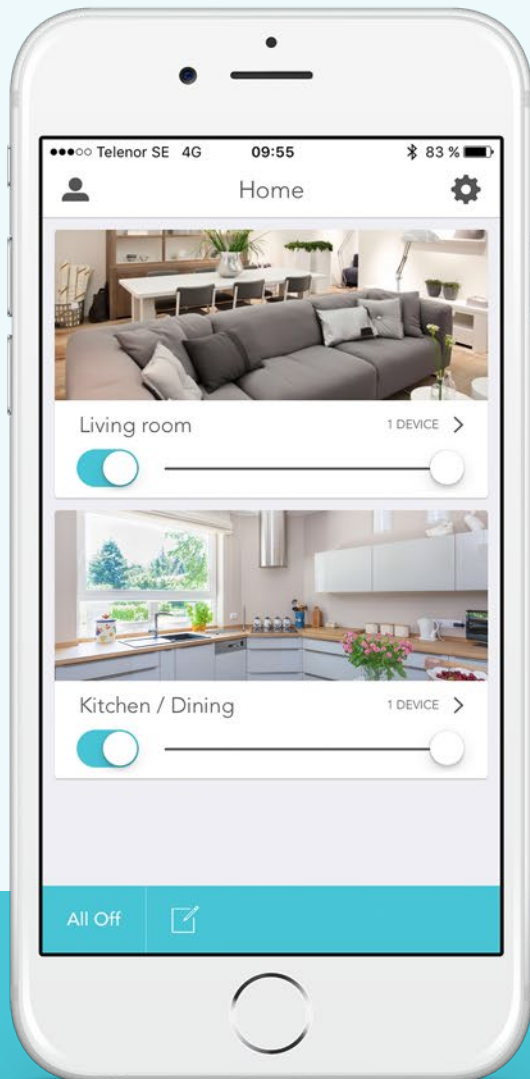 Telenor SE 4G 09:55 83 %
Home
Living room 1 DEVICE
Kitchen / Dining 1 DEVICE
All Off